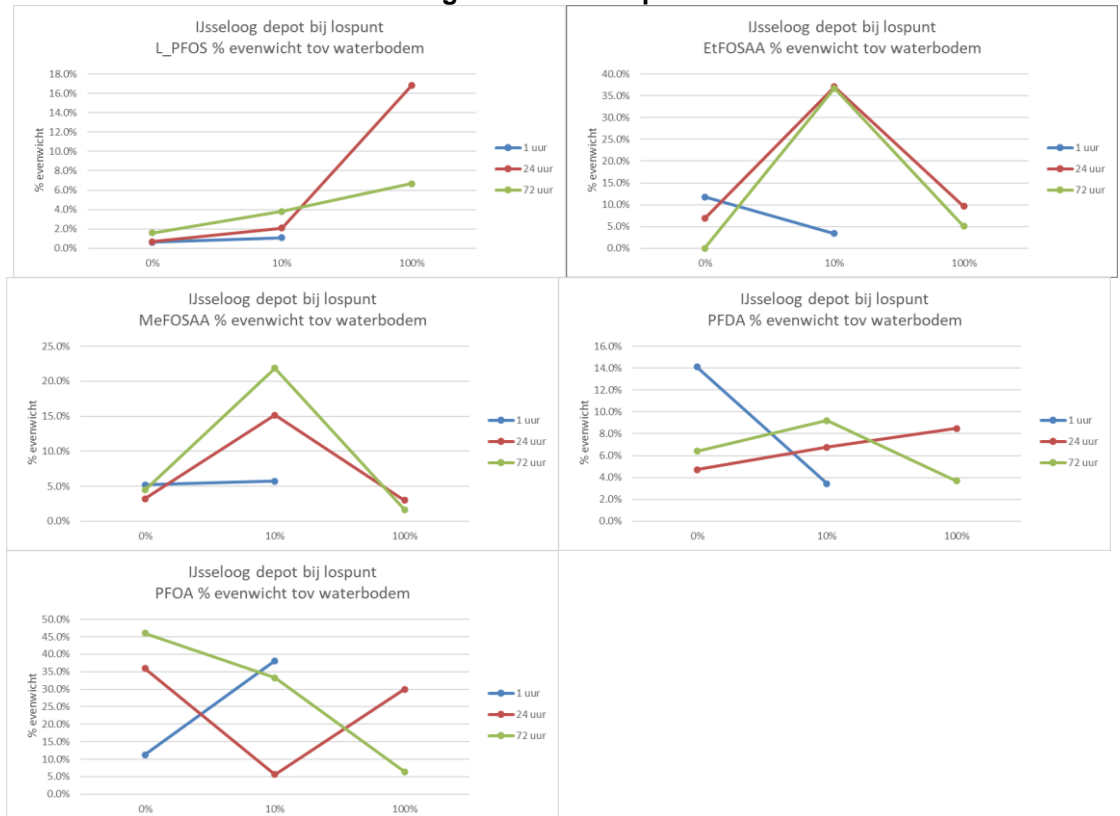 IJsseloog depot bij lospunt
L_PFOS % evenwicht tov waterbodem
% evenwicht
18.0%
16.0%
14.0%
12.0%
10.0%
8.0%
6.0%
4.0%
2.0%
0.0%
0%
10%
100%
1 uur
24 uur
72 uur
IJsseloog depot bij lospunt
EtFOSAA % evenwicht tov waterbodem
% evenwicht
40.0%
35.0%
30.0%
25.0%
20.0%
15.0%
10.0%
5.0%
0.0%
0%
10%
100%
1 uur
24 uur
72 uur
IJsseloog depot bij lospunt
MeFOSAA % evenwicht tov waterbodem
% evenwicht
25.0%
20.0%
15.0%
10.0%
5.0%
0.0%
0%
10%
100%
1 uur
24 uur
72 uur
IJsseloog depot bij lospunt
PFDA % evenwicht tov waterbodem
% evenwicht
16.0%
14.0%
12.0%
10.0%
8.0%
6.0%
4.0%
2.0%
0.0%
0%
10%
100%
1 uur
24 uur
72 uur
IJsseloog depot bij lospunt
PFOA % evenwicht tov waterbodem
% evenwicht
50.0%
45.0%
40.0%
35.0%
30.0%
25.0%
20.0%
15.0%
10.0%
5.0%
0.0%
0%
10%
100%
1 uur
24 uur
72 uur